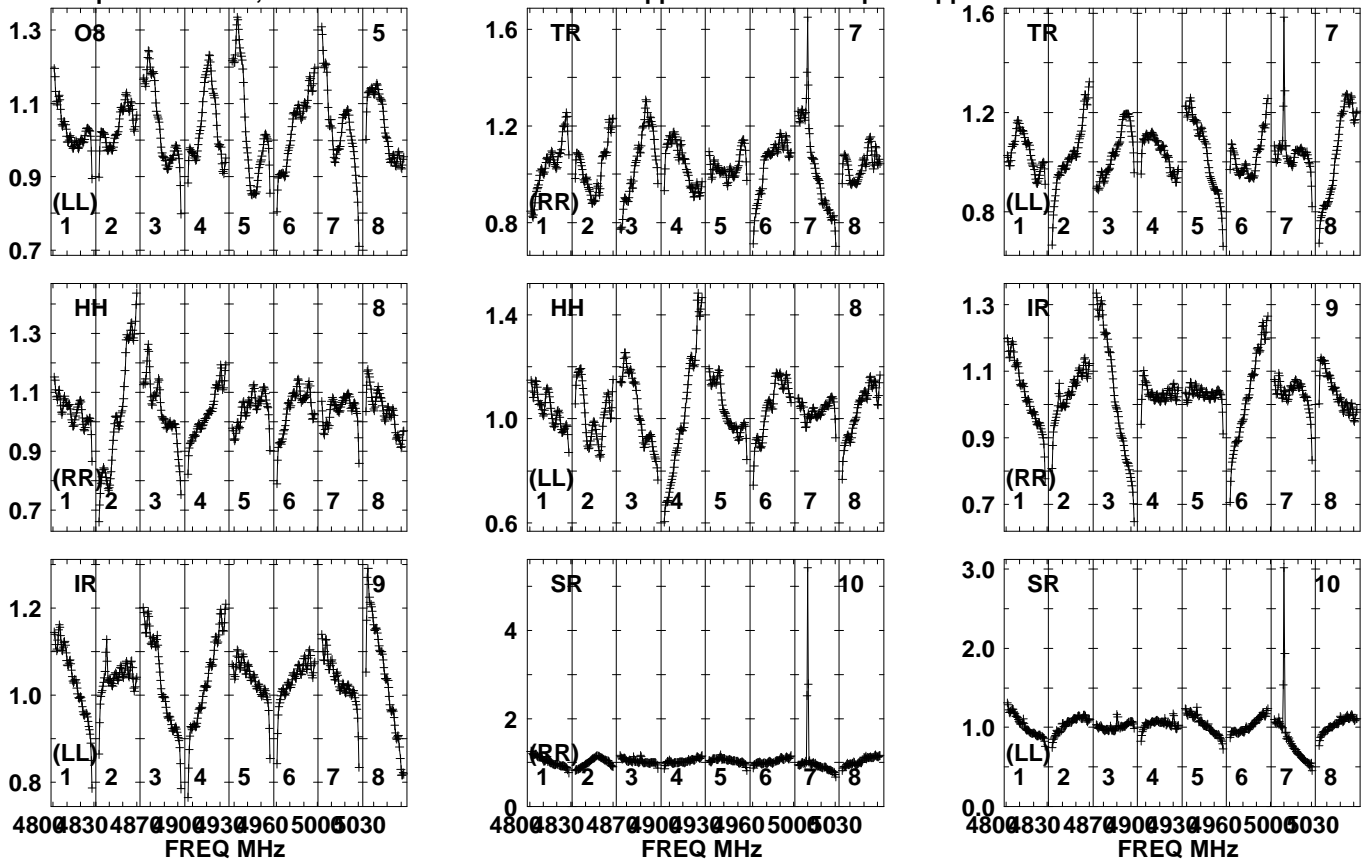 O8 5
1.3
1.1
0.9
0.7
(LL)
1 2 3 4 5 6 7 8
TR 7
1.6
1.2
0.8
(RR)
1 2 3 4 5 6 7 8
TR 7
1.6
1.2
0.8
(LL)
1 2 3 4 5 6 7 8
HH 8
1.3
1.1
0.9
0.7
(RR)
1 2 3 4 5 6 7 8
HH 8
1.4
1.0
0.6
(LL)
1 2 3 4 5 6 7 8
IR 9
1.3
1.1
0.9
0.7
(RR)
1 2 3 4 5 6 7 8
IR 9
1.2
1.0
0.8
(LL)
1 2 3 4 5 6 7 8
4800 4830 4870 4900 4930 4960 5000 5030
FREQ MHz
SR 10
4
2
0
(RR)
1 2 3 4 5 6 7 8
4800 4830 4870 4900 4930 4960 5000 5030
FREQ MHz
SR 10
3.0
2.0
1.0
0.0
(LL)
1 2 3 4 5 6 7 8
4800 4830 4870 4900 4930 4960 5000 5030
FREQ MHz